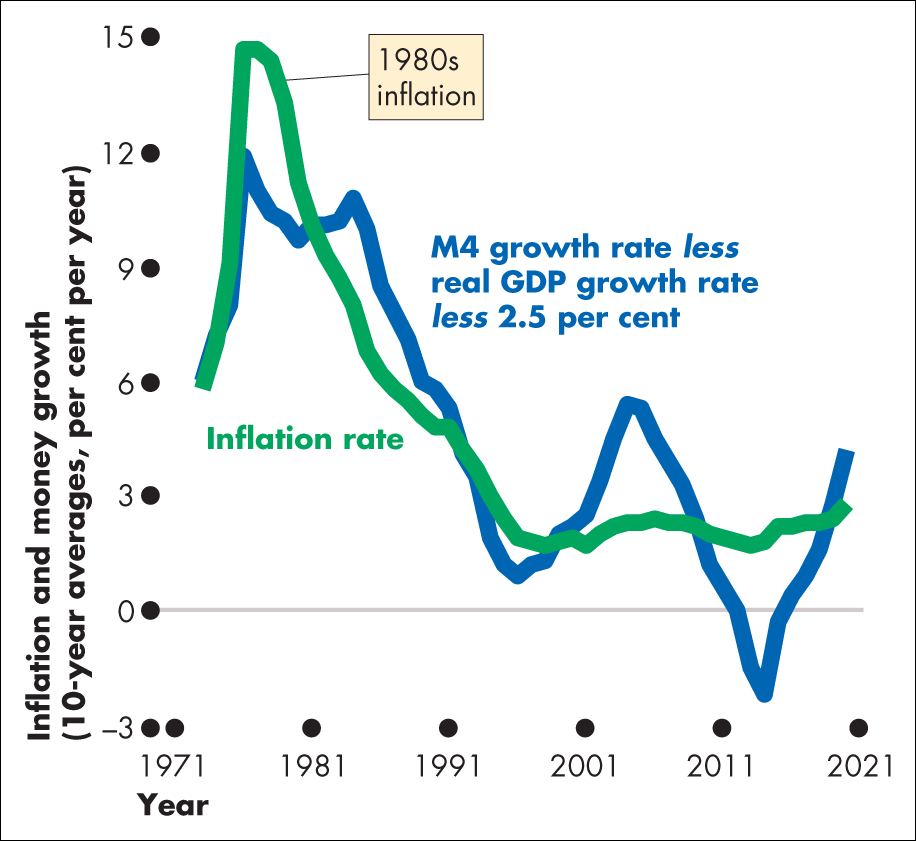 Inflation and money growth
(10-year averages, per cent per year)
15
12
9
6
3
0
–3
1980s
inflation
M4 growth rate less
real GDP growth rate
less 2.5 per cent
Inflation rate
1971
1981
1991
2001
2011
2021
Year